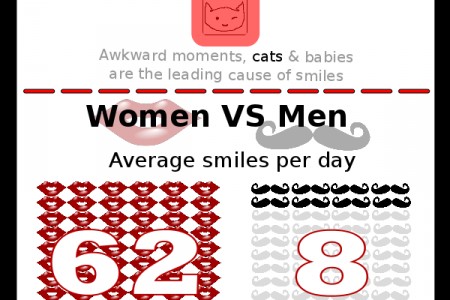 Awkward moments, cats & babies
are the leading cause of smiles
Women VS Men
Average smiles per day
62 8